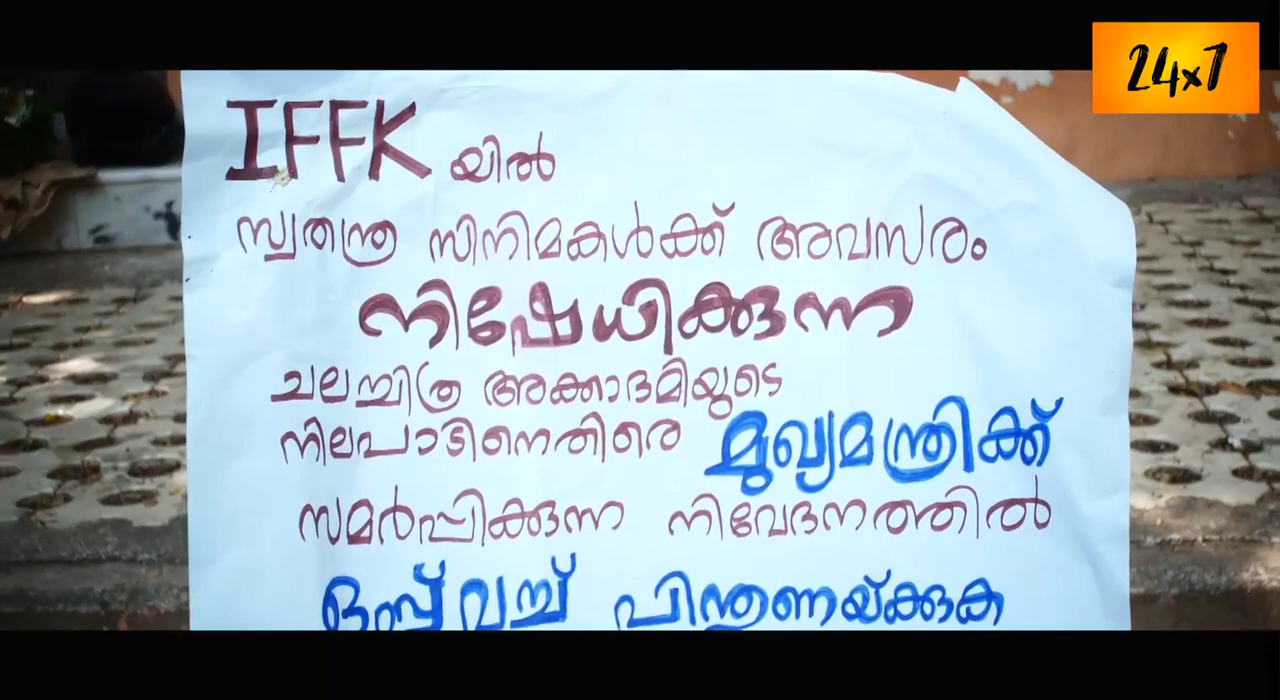 24x7
IFFK യിൽ
സ്വതന്ത്ര സിനിമകൾക്ക് അവസരം
നിഷേധിക്കുന്ന
ചലച്ചിത്ര അക്കാദമിയുടെ
നിലപാടിനെതിരെ മുഖ്യമന്ത്രിക്ക്
സമർപ്പിക്കുന്ന നിവേദനത്തിൽ
ഒപ്പ് വച്ച് പിന്തുണയ്ക്കുക